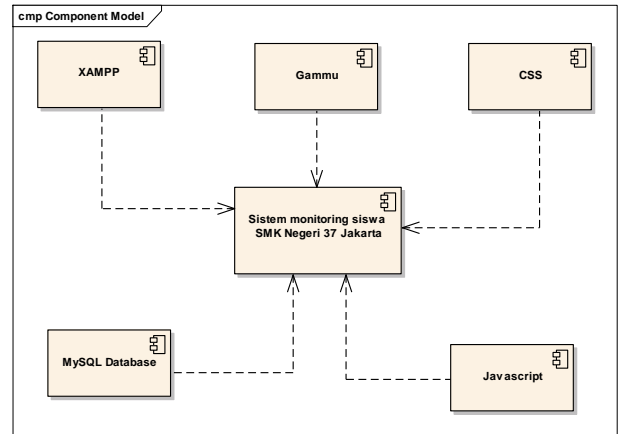 cmp Component Model
XAMPP
Gammu
CSS
Sistem monitoring siswa
SMK Negeri 37 Jakarta
MySQL Database
Javascript